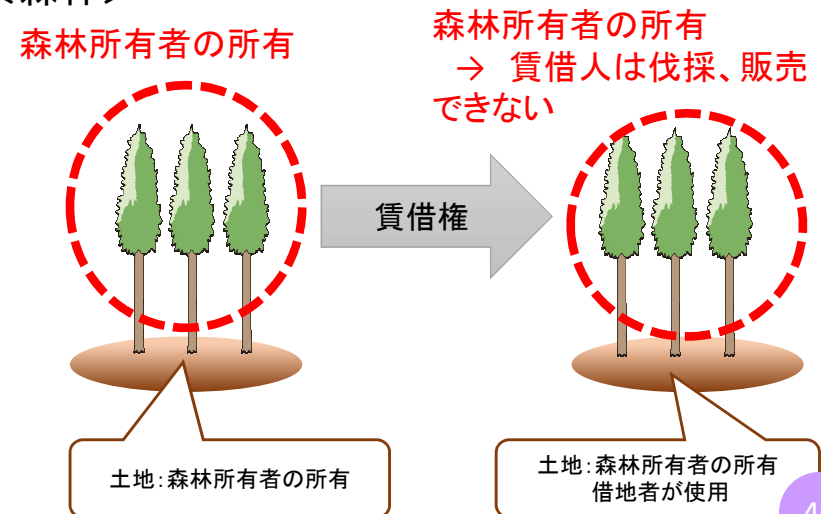 森林所有者の所有
森林所有者の所有
→ 賃借人は伐採、販売
できない
賃借権
土地:森林所有者の所有
土地:森林所有者の所有
借地者が使用
4